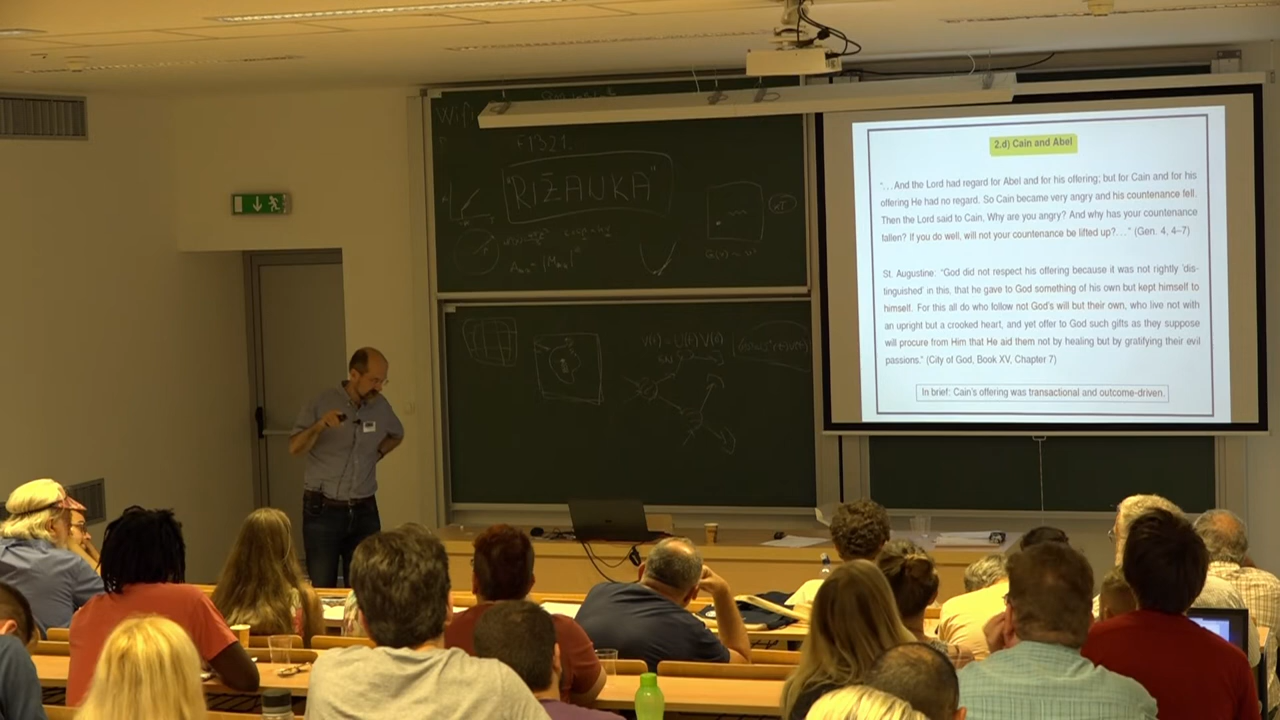 Wifi
F1321.
"RIŽANKA"
2.d) Cain and Abel
"…And the Lord had regard for Abel and for his offering; but for Cain and for his
offering He had no regard. So Cain became very angry and his countenance fell.
Then the Lord said to Cain, Why are you angry? And why has your countenance
fallen? If you do well, will not your countenance be lifted up?…" (Gen. 4, 4–7)
St. Augustine: "God did not respect his offering because it was not rightly 'dis-
tinguished' in this, that he gave to God something of his own but kept himself to
himself. For this all do who follow not God's will but their own, who live not with
an upright but a crooked heart, and yet offer to God such gifts as they suppose
will procure from Him that He aid them not by healing but by gratifying their evil
passions." (City of God, Book XV, Chapter 7)
In brief: Cain's offering was transactional and outcome-driven.